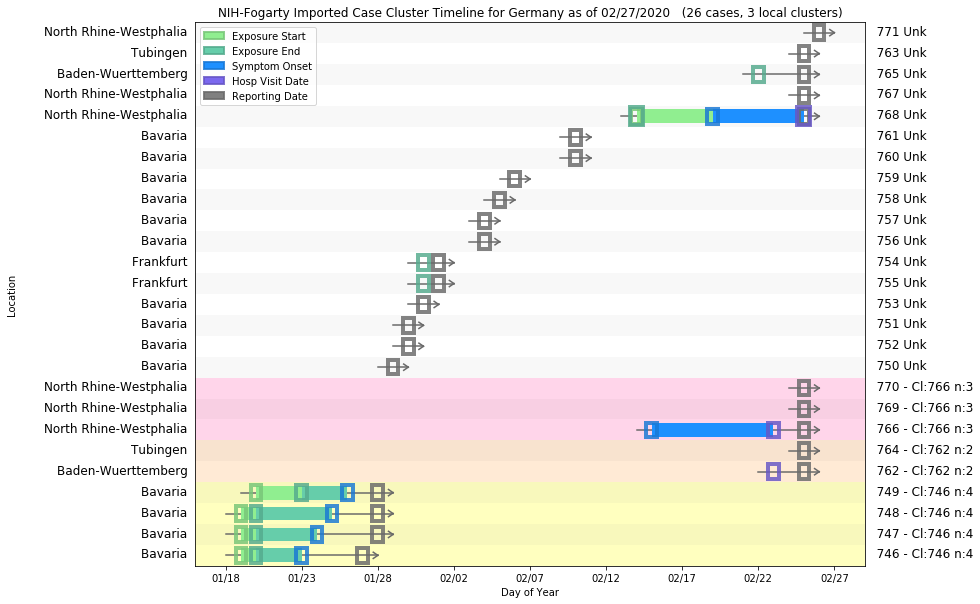 NIH-Fogarty Imported Case Cluster Timeline for Germany as of 02/27/2020 (26 cases, 3 local clusters)
Exposure Start
Exposure End
Symptom Onset
Hosp Visit Date
Reporting Date
Location
North Rhine-Westphalia 771 Unk
Tubingen 763 Unk
Baden-Wuerttemberg 765 Unk
North Rhine-Westphalia 767 Unk
North Rhine-Westphalia 768 Unk
Bavaria 761 Unk
Bavaria 760 Unk
Bavaria 759 Unk
Bavaria 758 Unk
Bavaria 757 Unk
Bavaria 756 Unk
Frankfurt 754 Unk
Frankfurt 755 Unk
Bavaria 753 Unk
Bavaria 751 Unk
Bavaria 752 Unk
Bavaria 750 Unk
North Rhine-Westphalia 770 - Cl:766 n:3
North Rhine-Westphalia 769 - Cl:766 n:3
North Rhine-Westphalia 766 - Cl:766 n:3
Tubingen 764 - Cl:762 n:2
Baden-Wuerttemberg 762 - Cl:762 n:2
Bavaria 749 - Cl:746 n:4
Bavaria 748 - Cl:746 n:4
Bavaria 747 - Cl:746 n:4
Bavaria 746 - Cl:746 n:4
01/18 01/23 01/28 02/02 02/07 02/12 02/17 02/22 02/27
Day of Year